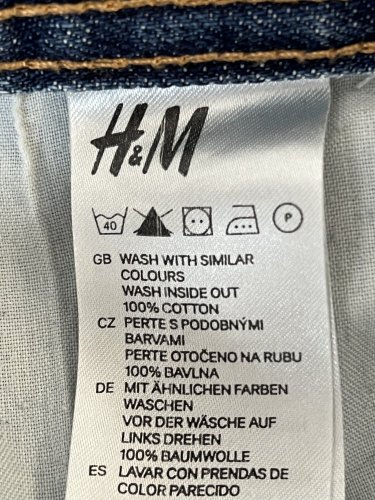 H&M
40
P
GB WASH WITH SIMILAR
COLOURS
WASH INSIDE OUT
100% COTTON
CZ PERTE S PODOBNÝMI
BARVAMI
PERTE OTOČENO NA RUBU
100% BAVLNA
DE MIT ÄHNLICHEN FARBEN
WASCHEN
VOR DER WÄSCHE AUF
LINKS DREHEN
100% BAUMWOLLE
ES LAVAR CON PRENDAS DE
COLOR PARECIDO